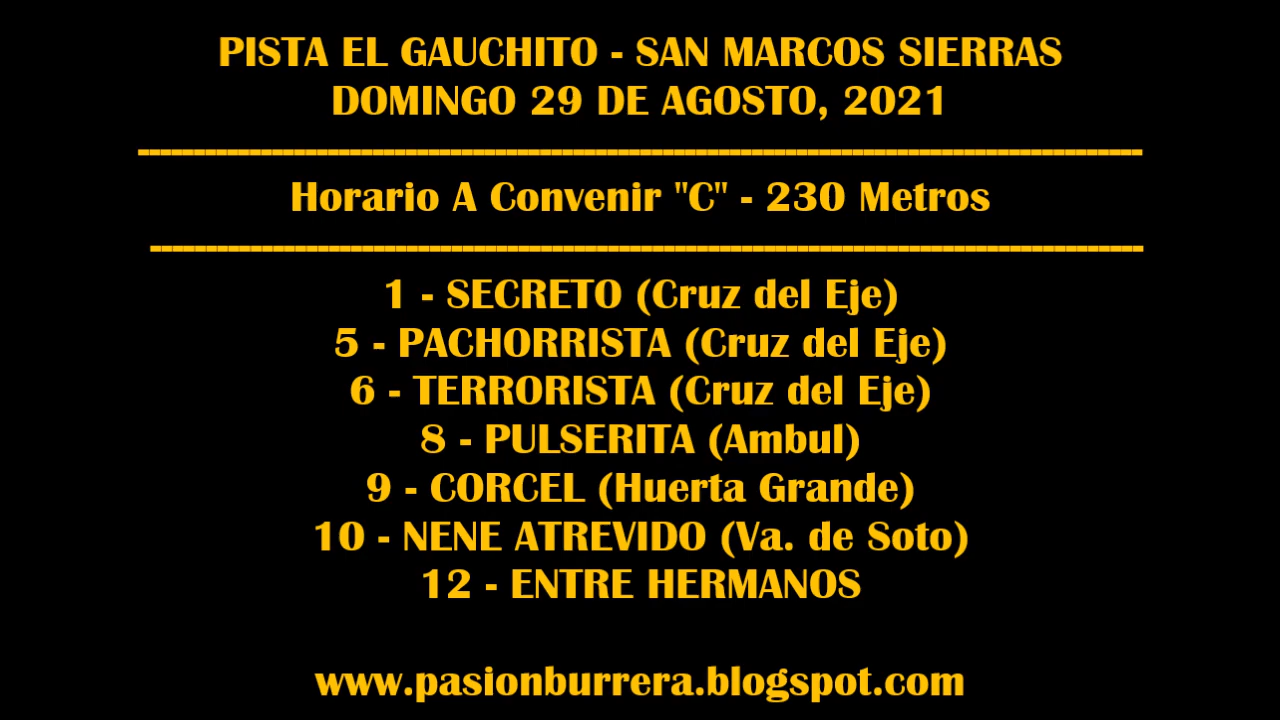 PISTA EL GAUCHITO - SAN MARCOS SIERRAS
DOMINGO 29 DE AGOSTO, 2021
Horario A Convenir "C" - 230 Metros
1 - SECRETO (Cruz del Eje)
5 - PACHORRISTA (Cruz del Eje)
6 - TERRORISTA (Cruz del Eje)
8 - PULSERITA (Ambul)
9 - CORCEL (Huerta Grande)
10 - NENE ATREVIDO (Va. de Soto)
12 - ENTRE HERMANOS
www.pasionburrera.blogspot.com